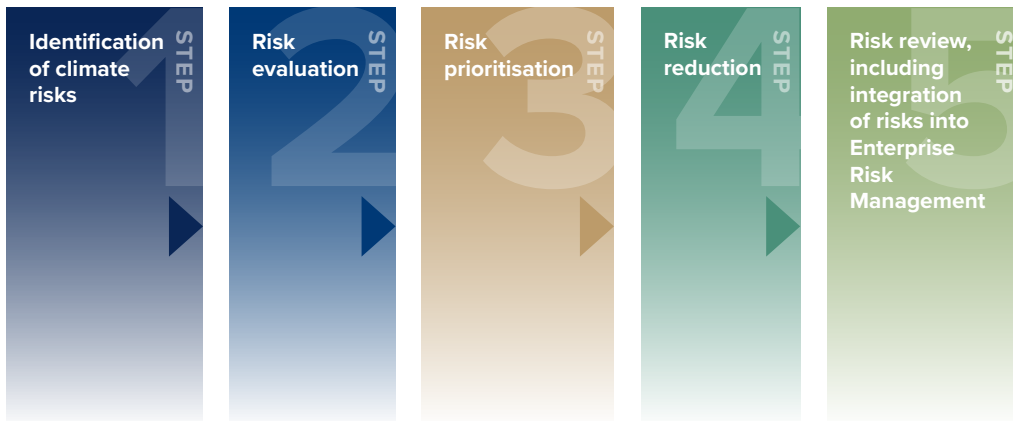 Identification
of climate
risks
STEP
1
Risk
evaluation
STEP
2
Risk
prioritisation
STEP
3
Risk
reduction
STEP
4
Risk review,
including
integration
of risks into
Enterprise
Risk
Management
STEP
5